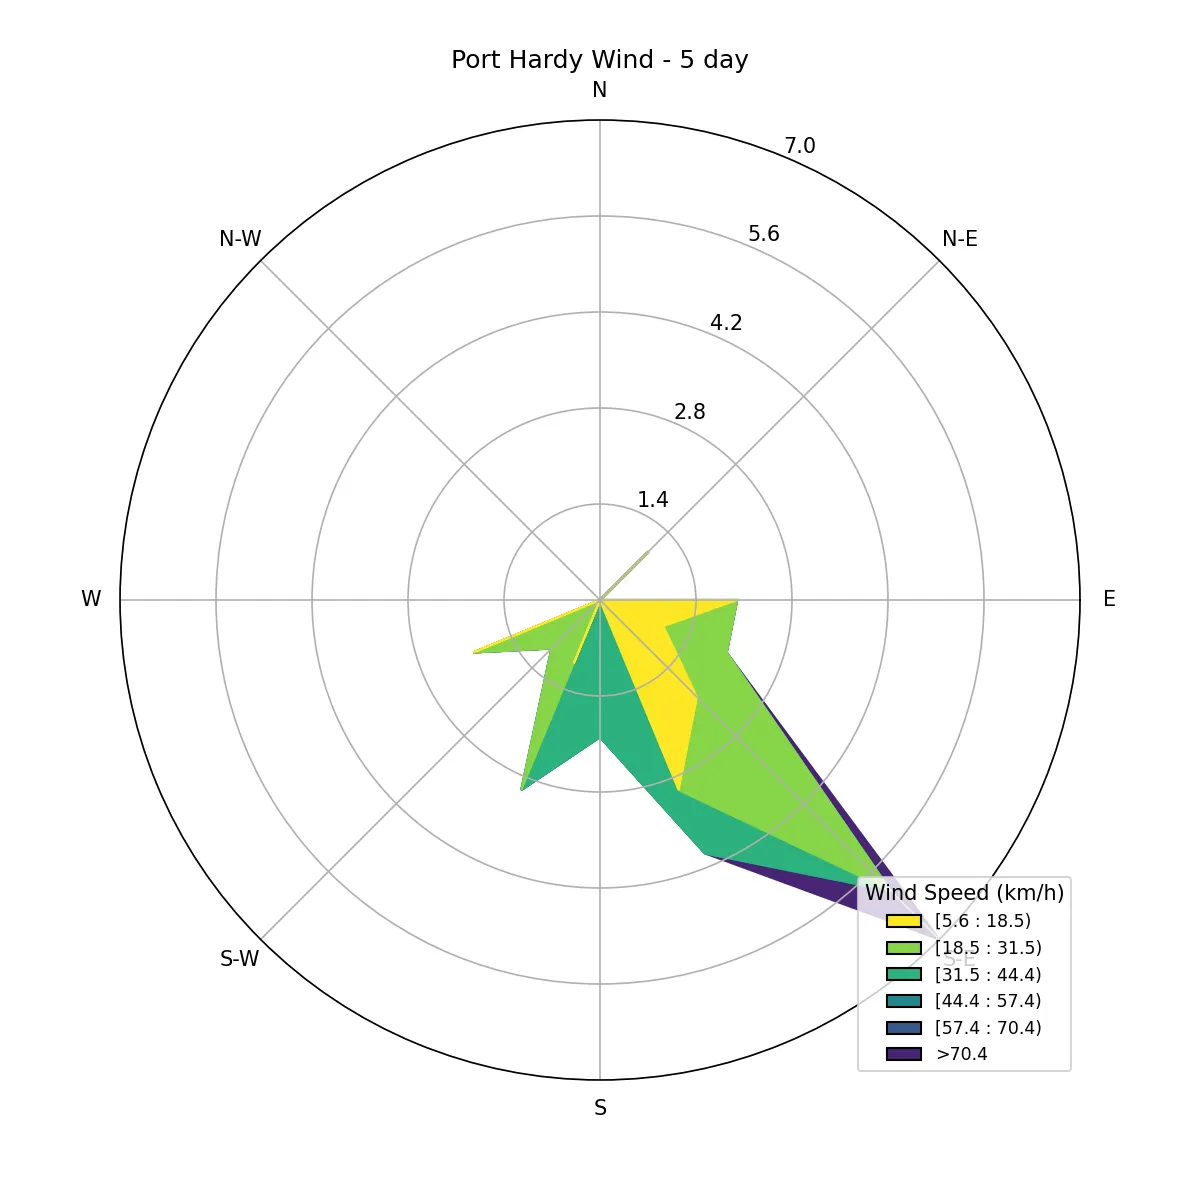 Port Hardy Wind - 5 day
N
7.0
N-W
N-E
5.6
4.2
2.8
1.4
W
E
Wind Speed (km/h)
[5.6 : 18.5)
[18.5 : 31.5)
[31.5 : 44.4)
[44.4 : 57.4)
[57.4 : 70.4)
>70.4
S-W
S-E
S